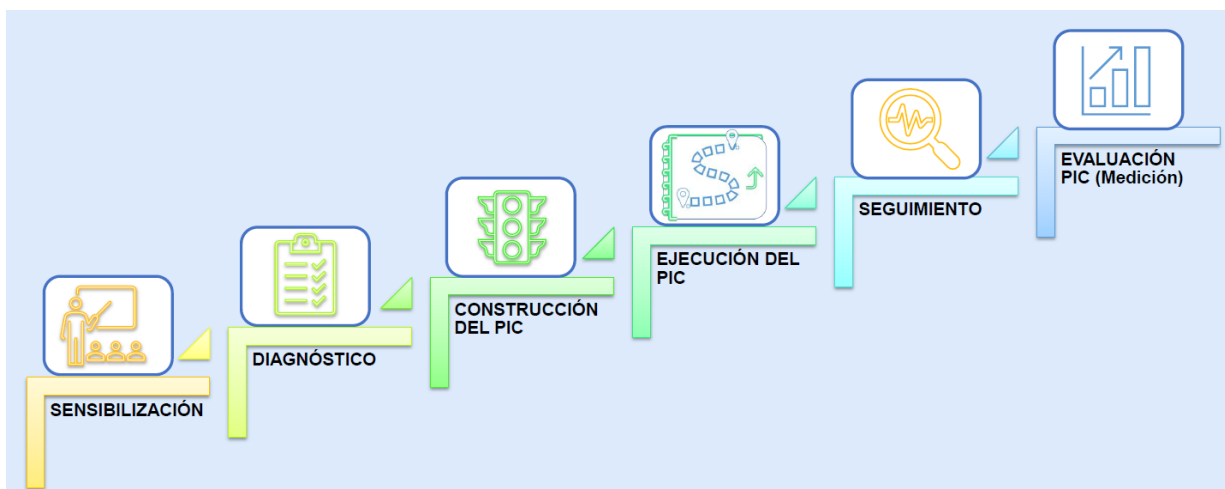 SENSIBILIZACIÓN
DIAGNÓSTICO
CONSTRUCCIÓN
DEL PIC
EJECUCIÓN DEL
PIC
SEGUIMIENTO
EVALUACIÓN
PIC (Medición)